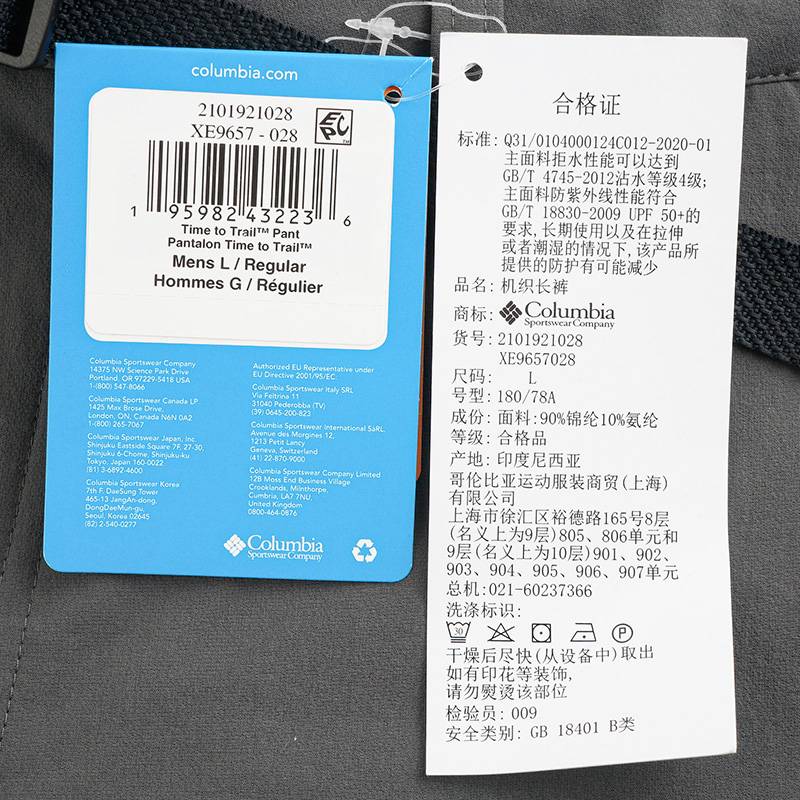 columbia.com
2101921028
XE9657 - 028
EPC
1 95982 43223 6
Time to Trail™ Pant
Pantalon Time to Trail™
Mens L / Regular
Hommes G / Régulier
Columbia Sportswear Company
14375 NW Science Park Drive
Portland, OR 97229-5418 USA
1-(800) 547-8066
Columbia Sportswear Canada LP
1425 Max Brose Drive,
London, ON, Canada N6N 0A2
1-(800) 265-7067
Columbia Sportswear Japan, Inc.
Shinjuku Eastside Square 7F, 27-30,
Shinjuku 6-Chome, Shinjuku-ku
Tokyo, Japan 160-0022
(81) 3-6892-4600
Columbia Sportswear Korea
7th F. DaeSung Tower
465-13 JangAn-dong,
DongDaeMun-gu,
Seoul, Korea 02645
(82) 2-540-0277
Authorized EU Representative under
EU Directive 2001/95/EC.
Columbia Sportswear Italy SRL
Via Feltrina 11
31040 Pederobba (TV)
(39) 0645-200-823
Columbia Sportswear International SàRL.
Avenue des Morgines 12,
1213 Petit Lancy
Geneva, Switzerland
(41) 22-870-9000
Columbia Sportswear Company Limited
12B Moss End Business Village
Crooklands, Milnthorpe,
Cumbria, LA7 7NU,
United Kingdom
0800-464-0876
Columbia
Sportswear Company
合格证
标准: Q31/0104000124C012-2020-01
主面料拒水性能可以达到
GB/T 4745-2012沾水等级4级;
主面料防紫外线性能符合
GB/T 18830-2009 UPF 50+的
要求,长期使用以及在拉伸
或者潮湿的情况下,该产品所
提供的防护有可能减少
品名: 机织长裤
商标: Columbia
Sportswear Company
货号: 2101921028
XE9657028
尺码: L
号型: 180/78A
成份: 面料: 90%锦纶10%氨纶
等级: 合格品
产地: 印度尼西亚
哥伦比亚运动服装商贸(上海)
有限公司
上海市徐汇区裕德路165号8层
(名义上为9层)805、806单元和
9层(名义上为10层)901、902、
903、904、905、906、907单元
总机:021-60237366
洗涤标识:
30 P
干燥后尽快(从设备中)取出
如有印花等装饰,
请勿熨烫该部位
检验员: 009
安全类别: GB 18401 B类